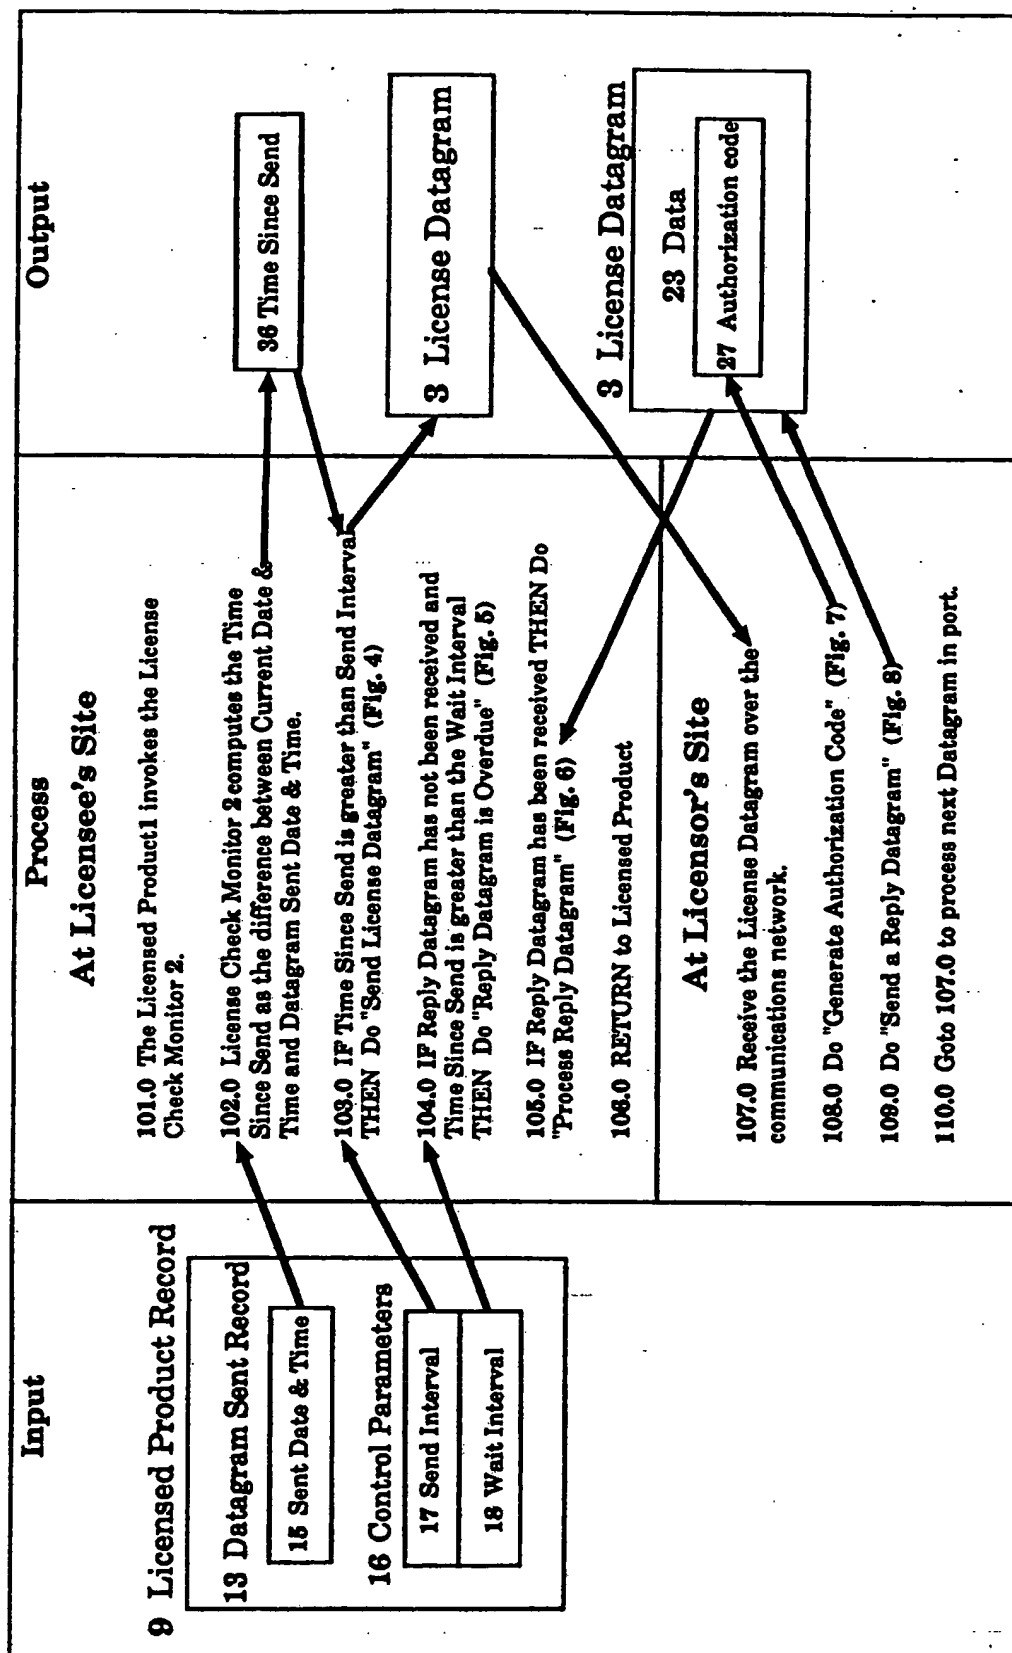 Input
9 Licensed Product Record
13 Datagram Sent Record
15 Sent Date & Time
16 Control Parameters
17 Send Interval
18 Wait Interval
Process
At Licensee's Site
101.0 The Licensed Product1 invokes the License
Check Monitor 2.
102.0 License Check Monitor 2computes the Time
Since Send as the difference between Current Date &
Time and Datagram Sent Date & Time.
103.0 IF Time Since Send is greater than Send Interval
THEN Do "Send License Datagram" (Fig. 4)
104.0 IF Reply Datagram has not been received and
Time Since Send is greater than the Wait Interval
THEN Do "Reply Datagram is Overdue" (Fig. 5)
105.0 IF Reply Datagram has been received THEN Do
"Process Reply Datagram" (Fig. 6)
106.0 RETURN to Licensed Product
At Licensor's Site
107.0 Receive the License Datagram over the
communications network.
108.0 Do "Generate Authorization Code" (Fig. 7)
109.0 Do "Send a Reply Datagram" (Fig. 8)
110.0 Goto 107.0 to process next Datagram in port.
Output
36 Time Since Send
3 License Datagram
3 License Datagram
23 Data
27 Authorization code